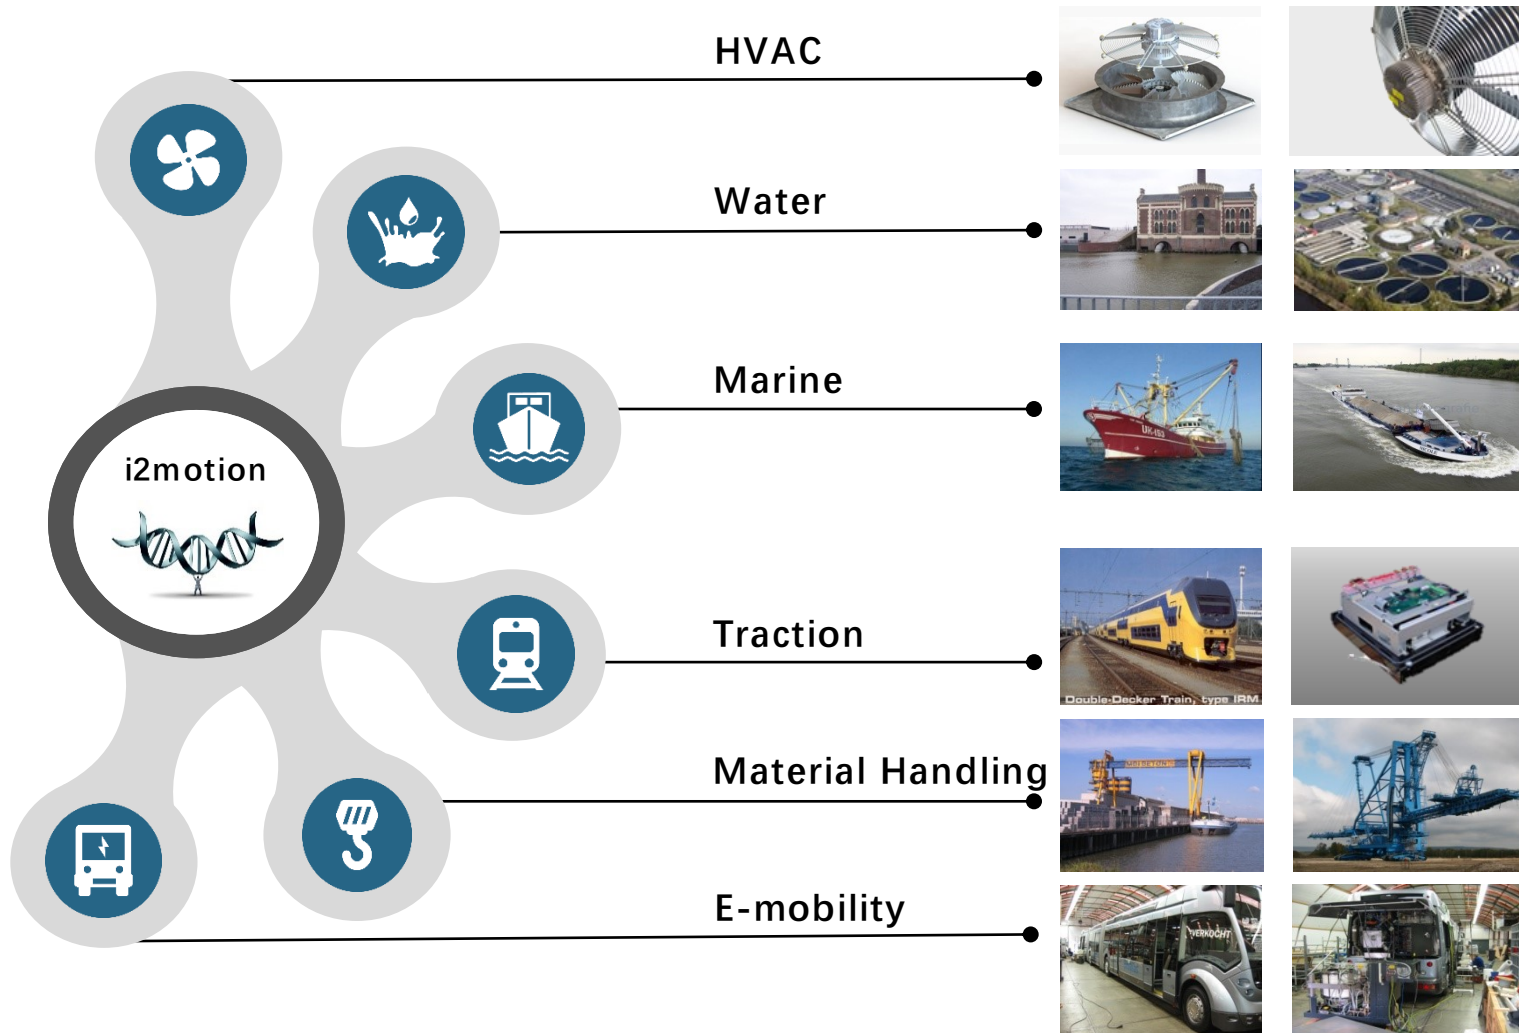 HVAC
Water
Marine
i2motion
UK-153
Traction
Double-Decker Train, type IRM
Material Handling
E-mobility
VERKOCHT